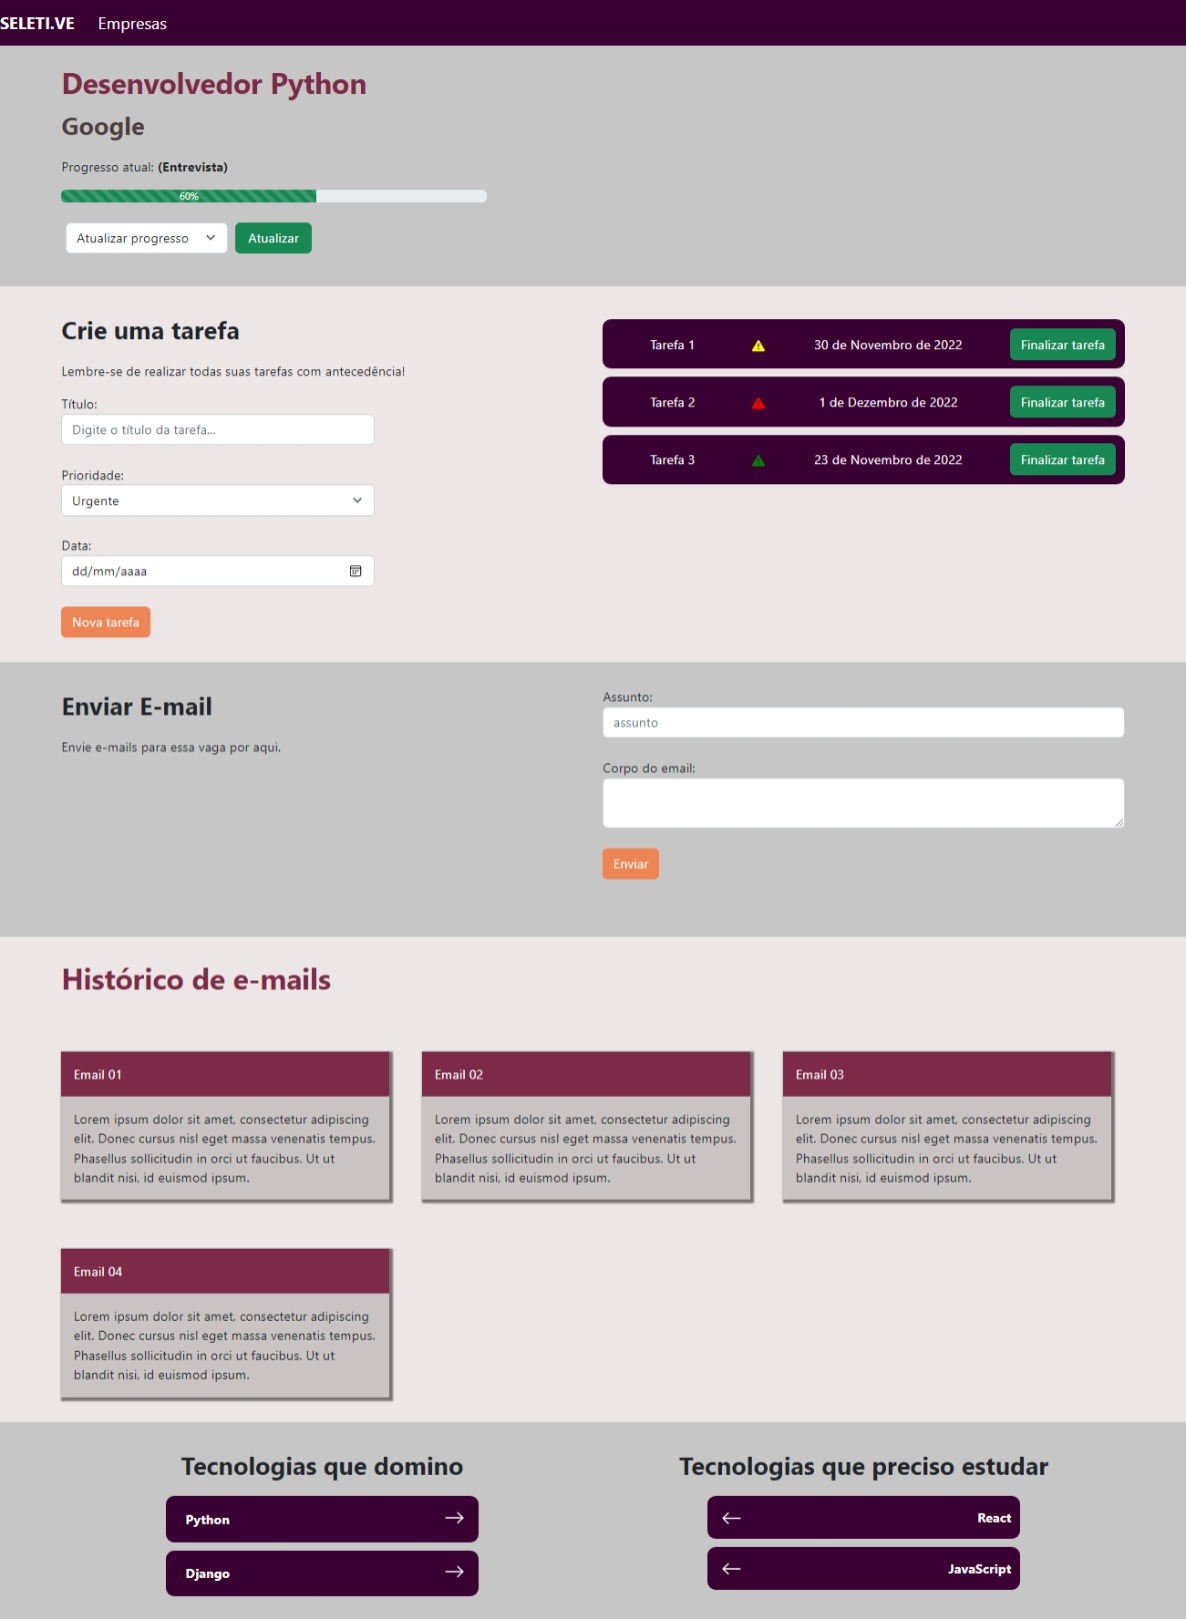 SELETI.VE Empresas
Desenvolvedor Python
Google
Progresso atual: (Entrevista)
60%
Atualizar progresso Atualizar
Crie uma tarefa
Lembre-se de realizar todas suas tarefas com antecedência!
Título:
Digite o título da tarefa...
Prioridade:
Urgente
Data:
dd/mm/aaaa
Nova tarefa
Tarefa 1 30 de Novembro de 2022 Finalizar tarefa
Tarefa 2 1 de Dezembro de 2022 Finalizar tarefa
Tarefa 3 23 de Novembro de 2022 Finalizar tarefa
Enviar E-mail
Envie e-mails para essa vaga por aqui.
Assunto:
assunto
Corpo do email:
Enviar
Histórico de e-mails
Email 01
Lorem ipsum dolor sit amet, consectetur adipiscing
elit. Donec cursus nisl eget massa venenatis tempus.
Phasellus sollicitudin in orci ut faucibus. Ut ut
blandit nisi, id euismod ipsum.
Email 02
Lorem ipsum dolor sit amet, consectetur adipiscing
elit. Donec cursus nisl eget massa venenatis tempus.
Phasellus sollicitudin in orci ut faucibus. Ut ut
blandit nisi, id euismod ipsum.
Email 03
Lorem ipsum dolor sit amet, consectetur adipiscing
elit. Donec cursus nisl eget massa venenatis tempus.
Phasellus sollicitudin in orci ut faucibus. Ut ut
blandit nisi, id euismod ipsum.
Email 04
Lorem ipsum dolor sit amet, consectetur adipiscing
elit. Donec cursus nisl eget massa venenatis tempus.
Phasellus sollicitudin in orci ut faucibus. Ut ut
blandit nisi, id euismod ipsum.
Tecnologias que domino
Python
Django
Tecnologias que preciso estudar
React
JavaScript